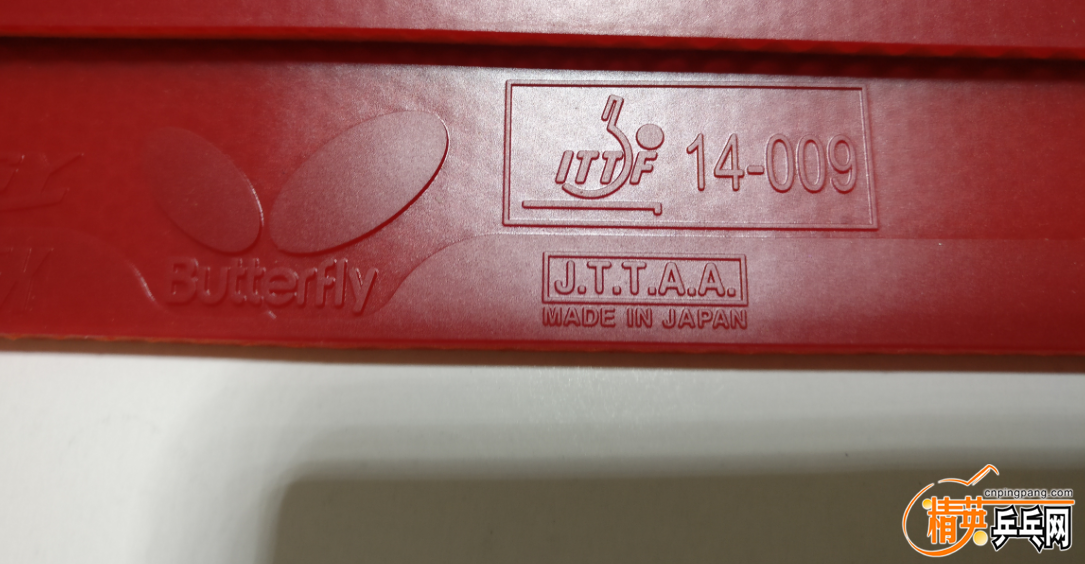 ITTF 14-009
Butterfly
J.T.T.A.A.
MADE IN JAPAN
cnpingpang.com
精英乒乓网